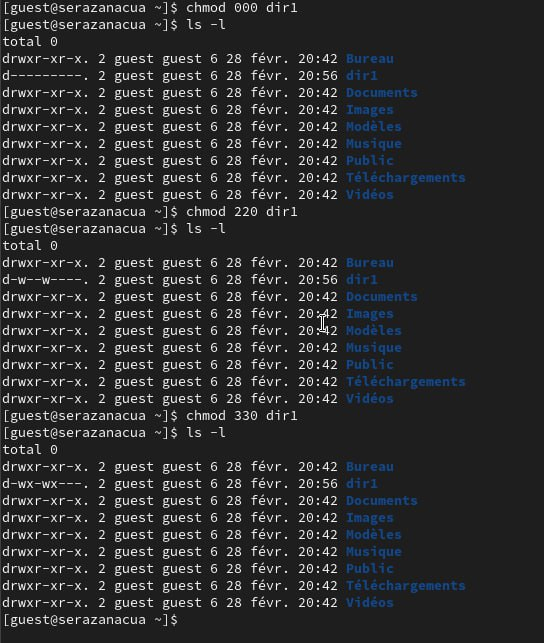 [guest@serazanacua ~]$ chmod 000 dir1
[guest@serazanacua ~]$ ls -l
total 0
drwxr-xr-x. 2 guest guest 6 28 févr. 20:42 Bureau
d---------. 2 guest guest 6 28 févr. 20:56 dir1
drwxr-xr-x. 2 guest guest 6 28 févr. 20:42 Documents
drwxr-xr-x. 2 guest guest 6 28 févr. 20:42 Images
drwxr-xr-x. 2 guest guest 6 28 févr. 20:42 Modèles
drwxr-xr-x. 2 guest guest 6 28 févr. 20:42 Musique
drwxr-xr-x. 2 guest guest 6 28 févr. 20:42 Public
drwxr-xr-x. 2 guest guest 6 28 févr. 20:42 Téléchargements
drwxr-xr-x. 2 guest guest 6 28 févr. 20:42 Vidéos
[guest@serazanacua ~]$ chmod 220 dir1
[guest@serazanacua ~]$ ls -l
total 0
drwxr-xr-x. 2 guest guest 6 28 févr. 20:42 Bureau
d-w--w----. 2 guest guest 6 28 févr. 20:56 dir1
drwxr-xr-x. 2 guest guest 6 28 févr. 20:42 Documents
drwxr-xr-x. 2 guest guest 6 28 févr. 20:42 Images
drwxr-xr-x. 2 guest guest 6 28 févr. 20:42 Modèles
drwxr-xr-x. 2 guest guest 6 28 févr. 20:42 Musique
drwxr-xr-x. 2 guest guest 6 28 févr. 20:42 Public
drwxr-xr-x. 2 guest guest 6 28 févr. 20:42 Téléchargements
drwxr-xr-x. 2 guest guest 6 28 févr. 20:42 Vidéos
[guest@serazanacua ~]$ chmod 330 dir1
[guest@serazanacua ~]$ ls -l
total 0
drwxr-xr-x. 2 guest guest 6 28 févr. 20:42 Bureau
d-wx-wx---. 2 guest guest 6 28 févr. 20:56 dir1
drwxr-xr-x. 2 guest guest 6 28 févr. 20:42 Documents
drwxr-xr-x. 2 guest guest 6 28 févr. 20:42 Images
drwxr-xr-x. 2 guest guest 6 28 févr. 20:42 Modèles
drwxr-xr-x. 2 guest guest 6 28 févr. 20:42 Musique
drwxr-xr-x. 2 guest guest 6 28 févr. 20:42 Public
drwxr-xr-x. 2 guest guest 6 28 févr. 20:42 Téléchargements
drwxr-xr-x. 2 guest guest 6 28 févr. 20:42 Vidéos
[guest@serazanacua ~]$